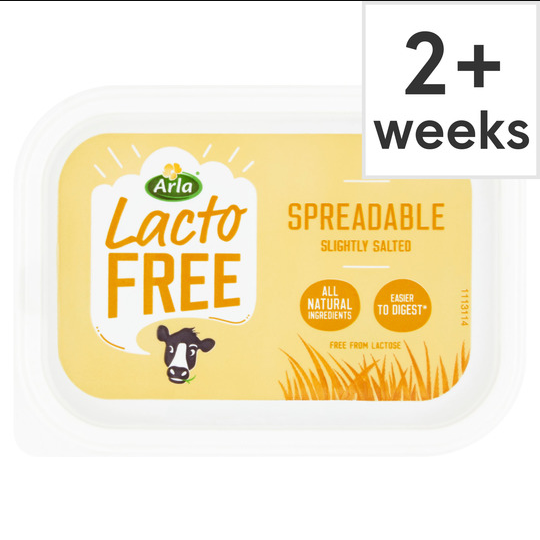 2+
weeks
Arla
Lacto
FREE
SPREADABLE
SLIGHTLY SALTED
ALL
NATURAL
INGREDIENTS
EASIER
TO DIGEST*
FREE FROM LACTOSE
1113114